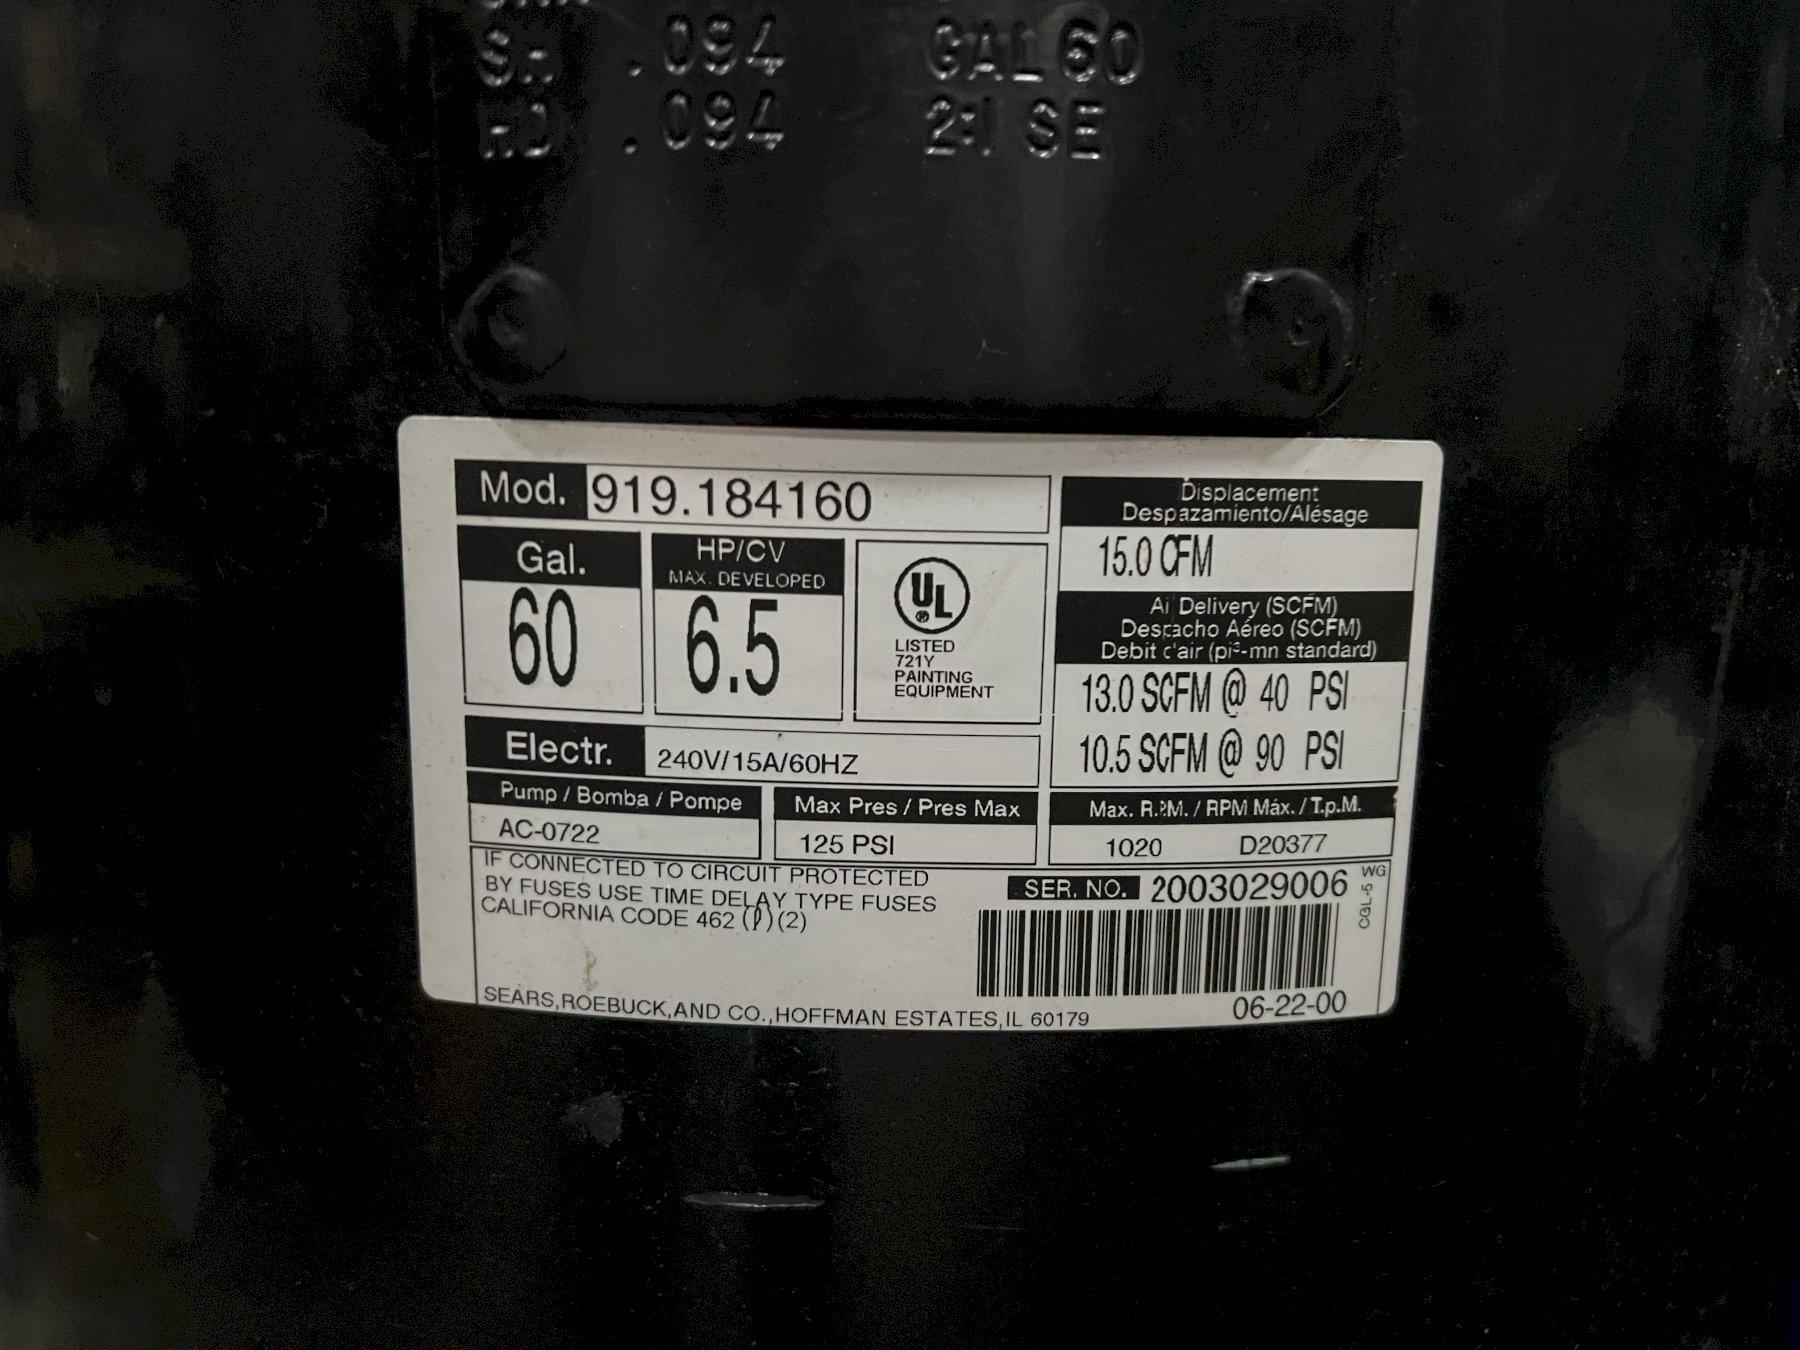 .094 GAL 60
.094 2:1 SE
Mod. 919.184160
Gal.
60
HP/CV
MAX. DEVELOPED
6.5
UL
®
LISTED
721Y
PAINTING
EQUIPMENT
Displacement
Despazamiento/Alésage
15.0 CFM
Ai Delivery (SCFM)
Despacho Aéreo (SCFM)
Debit c'air (pi³-mn standard)
13.0 SCFM @ 40 PSI
10.5 SCFM @ 90 PSI
Electr. 240V/15A/60HZ
Pump / Bomba / Pompe
AC-0722
Max Pres / Pres Max
125 PSI
Max. R.P.M. / RPM Máx. / T.p.M.
1020 D20377
IF CONNECTED TO CIRCUIT PROTECTED
BY FUSES USE TIME DELAY TYPE FUSES
CALIFORNIA CODE 462 (l) (2)
SER. NO. 2003029006
WG
CGL-5
06-22-00
SEARS,ROEBUCK,AND CO.,HOFFMAN ESTATES,IL 60179